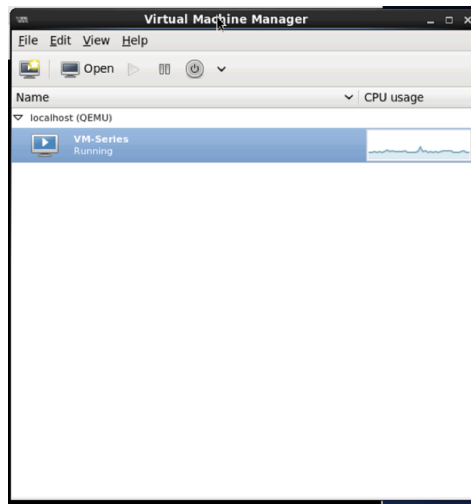 Virtual Machine Manager
File Edit View Help
Open
Name CPU usage
localhost (QEMU)
VM-Series
Running